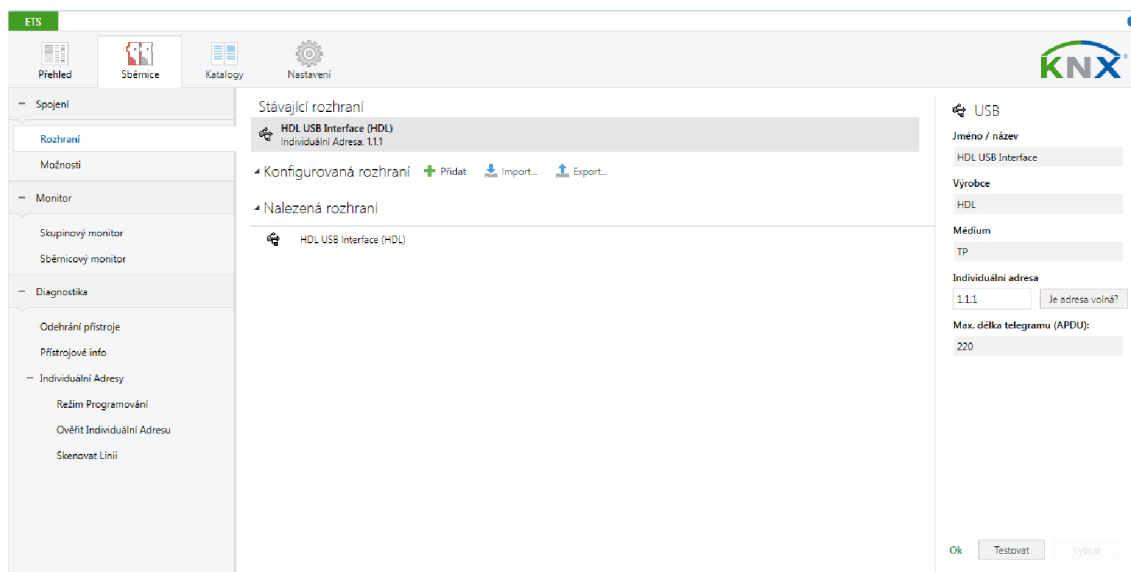 ETS
Přehled
Sběrnice
Katalogy
Nastavení
KNX
Spojení
Rozhraní
Možnosti
Monitor
Skupinový monitor
Sběrnicový monitor
Diagnostika
Odehrání přístroje
Přístrojové info
Individuální Adresy
Režim Programování
Ověřit Individuální Adresu
Skenovat Linii
Stávající rozhraní
HDL USB Interface (HDL)
Individuální Adresa: 1.1.1
Konfigurovaná rozhraní Přidat Import... Export...
Nalezená rozhraní
HDL USB Interface (HDL)
USB
Jméno / název
HDL USB Interface
Výrobce
HDL
Médium
TP
Individuální adresa
1.1.1 Je adresa volná?
Max. délka telegramu (APDU):
220
Ok Testovat Vybrat